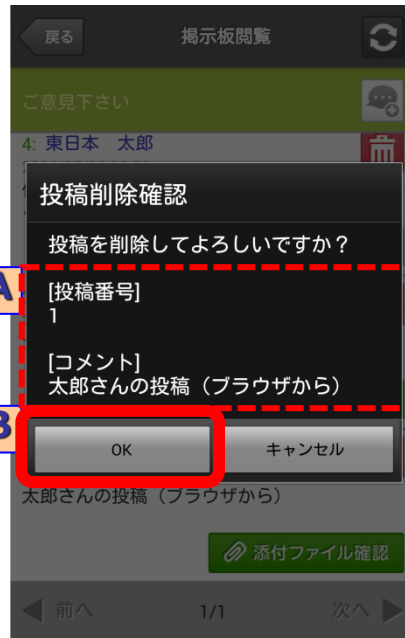 戻る
掲示板閲覧
ご意見下さい
4: 東日本 太郎
投稿削除確認
投稿を削除してよろしいですか？
A
[投稿番号]
1
[コメント]
太郎さんの投稿（ブラウザから）
B
OK
キャンセル
太郎さんの投稿（ブラウザから）
添付ファイル確認
前へ
1/1
次へ